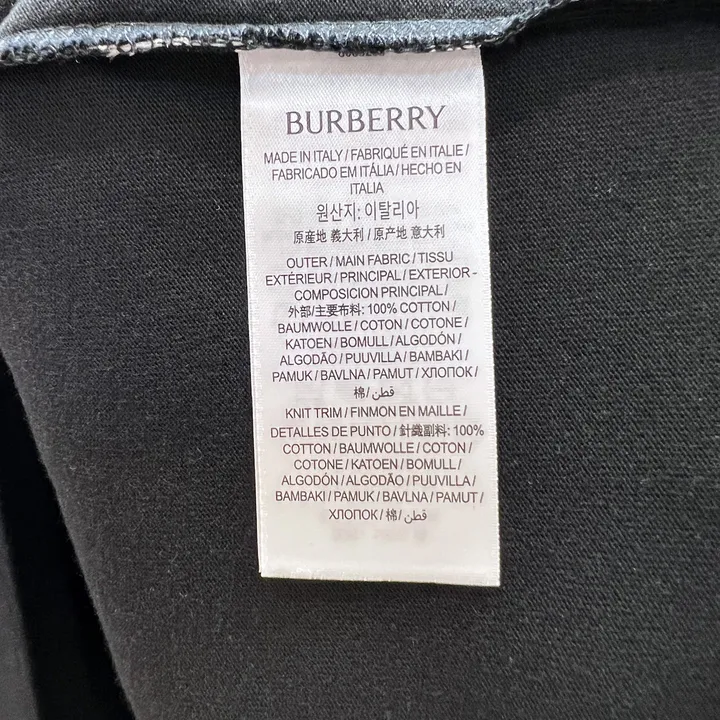 BURBERRY
MADE IN ITALY / FABRIQUÉ EN ITALIE /
FABRICADO EM ITÁLIA / HECHO EN
ITALIA
원산지: 이탈리아
原産地 義大利 / 原产地 意大利
OUTER / MAIN FABRIC / TISSU
EXTÉRIEUR / PRINCIPAL / EXTERIOR -
COMPOSICION PRINCIPAL /
外部/主要布料: 100% COTTON /
BAUMWOLLE / COTON / COTONE /
KATOEN / BOMULL / ALGODÓN /
ALGODÃO / PUUVILLA / BAMBAKI /
PAMUK / BAVLNA / PAMUT / ХЛОПОК /
棉/ قطن
KNIT TRIM / FINMON EN MAILLE /
DETALLES DE PUNTO / 針織副料: 100%
COTTON / BAUMWOLLE / COTON /
COTONE / KATOEN / BOMULL /
ALGODÓN / ALGODÃO / PUUVILLA /
BAMBAKI / PAMUK / BAVLNA / PAMUT /
ХЛОПОК / 棉/ قطن